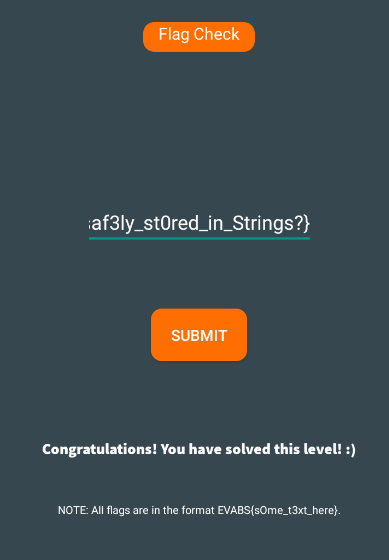 Flag Check
af3ly_st0red_in_Strings?}
SUBMIT
Congratulations! You have solved this level! :)
NOTE: All flags are in the format EVABS{sOme_t3xt_here}.